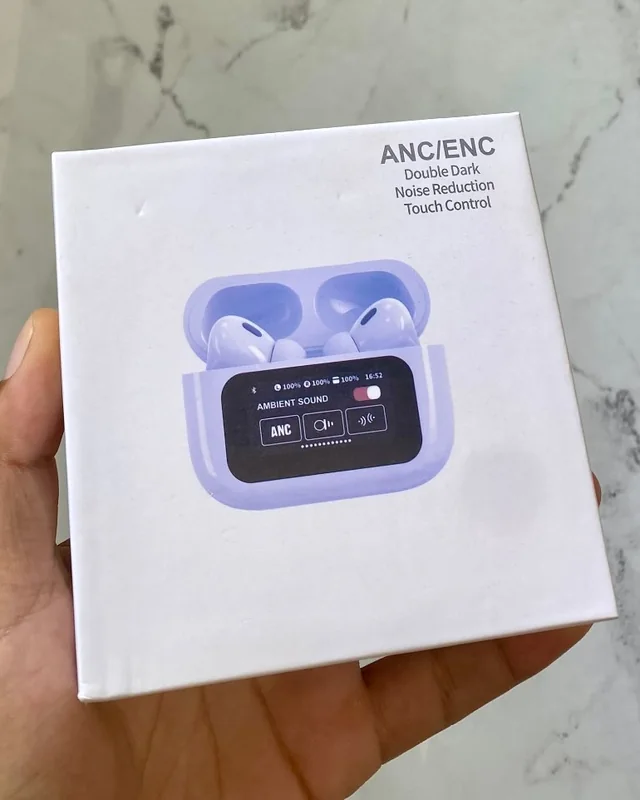 ANC/ENC
Double Dark
Noise Reduction
Touch Control
100% 100% 100% 16:52
AMBIENT SOUND
ANC